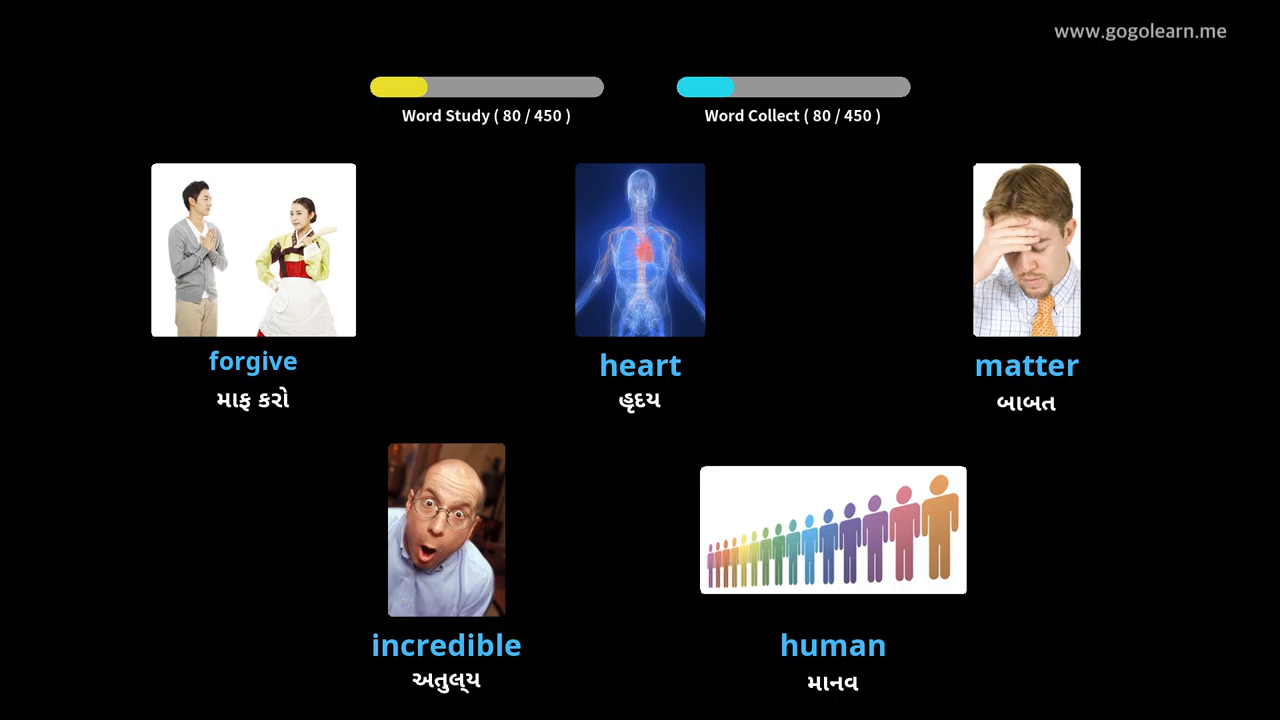 www.gogolearn.me
Word Study ( 80 / 450 )
Word Collect ( 80 / 450 )
forgive
માફ કરો
heart
હૃદય
matter
બાબત
incredible
અતુલ્ય
human
માનવ